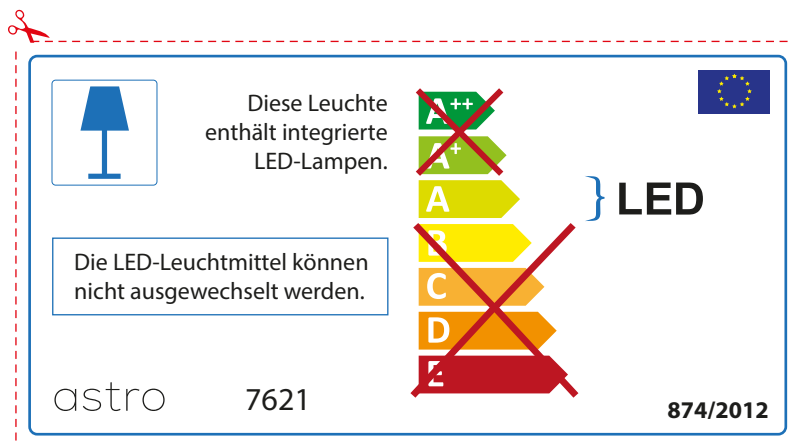 Diese Leuchte
enthält integrierte
LED-Lampen.
Die LED-Leuchtmittel können
nicht ausgewechselt werden.
A++
A+
A
B
C
D
E
LED
astro 7621
874/2012